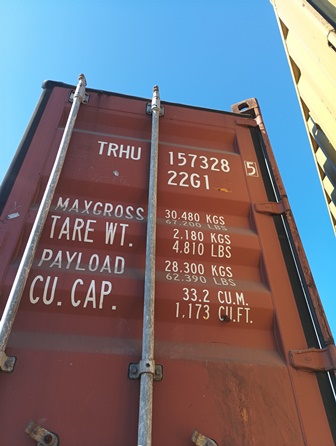 TRHU 157328 5
22G1
MAXGROSS 30.480 KGS
67.200 LBS
TARE WT. 2.180 KGS
4.810 LBS
PAYLOAD 28.300 KGS
62.390 LBS
CU. CAP. 33.2 CU.M.
1.173 CU.FT.